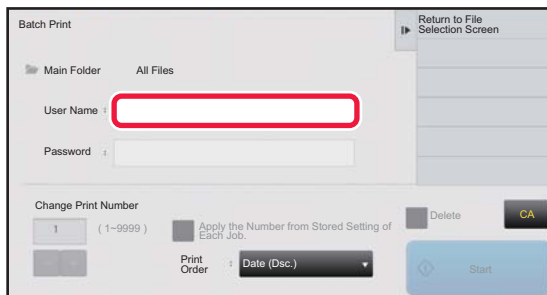 Batch Print
Return to File
Selection Screen
Main Folder
All Files
User Name :
Password :
Change Print Number
1
( 1~9999 )
Apply the Number from Stored Setting of
Each Job.
Delete
CA
Print
Order :
Date (Dsc.)
Start